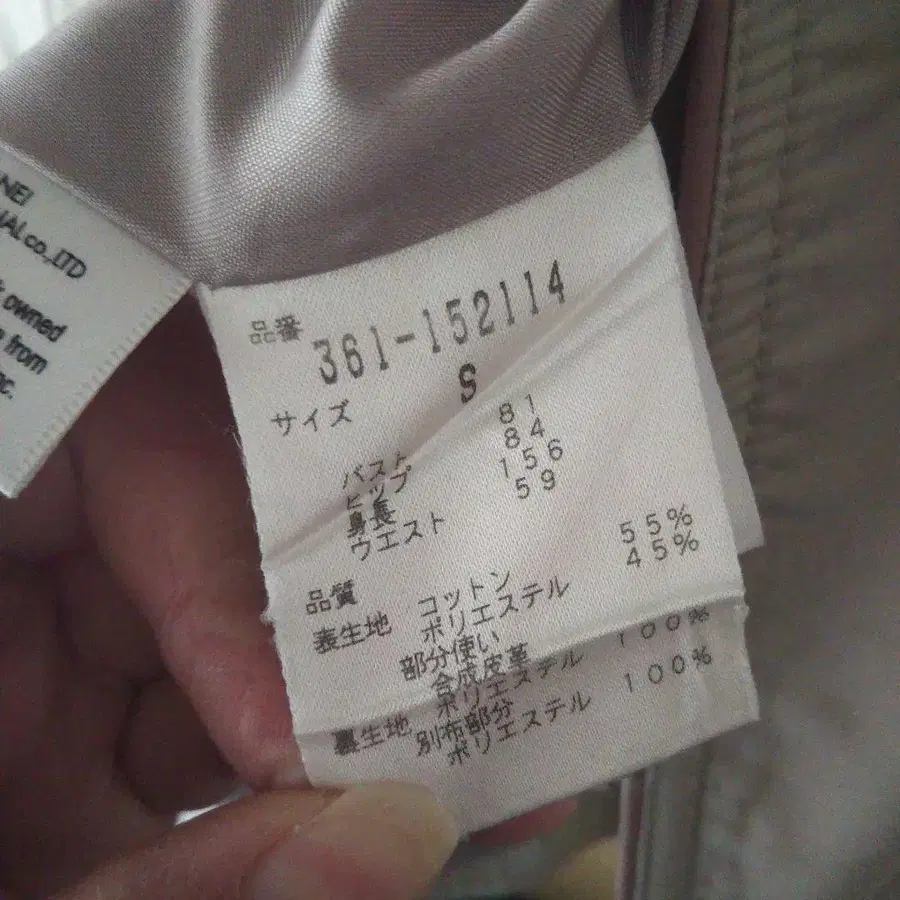 NEI
AI co.,LTD
owned
from
nc.
品番 361-152114
サイズ S
バスト 81
ヒップ 84
身長 156
ウエスト 59
品質
表生地 コットン 55%
ポリエステル 45%
部分使い
合成皮革
裏生地 ポリエステル 100%
別布部分
ポリエステル 100%